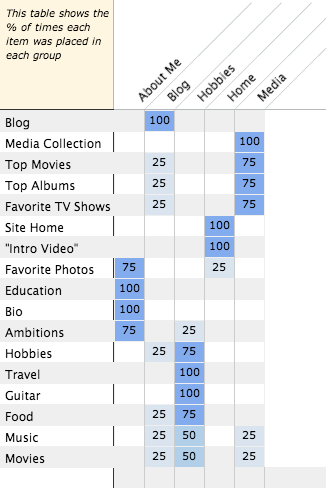 This table shows the
% of times each
item was placed in
each group
About Me
Blog
Hobbies
Home
Media
Blog 100
Media Collection 100
Top Movies 25 75
Top Albums 25 75
Favorite TV Shows 25 75
Site Home 100
"Intro Video" 100
Favorite Photos 75 25
Education 100
Bio 100
Ambitions 75 25
Hobbies 25 75
Travel 100
Guitar 100
Food 25 75
Music 25 50 25
Movies 25 50 25